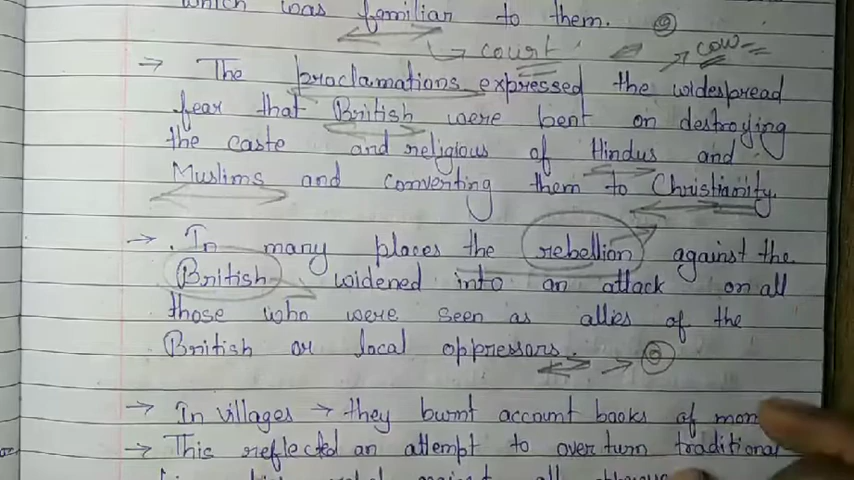 which was familiar to them.
court cow
→ The proclamations expressed the widespread
fear that British were bent on destroying
the caste and religious of Hindus and
Muslims and converting them to Christianity.
→ . In many places the rebellion against the
British widened into an attack on all
those who were seen as allies of the
British or local oppressors.
→ In villages → they burnt account books of
→ This reflected an attempt to over turn traditional